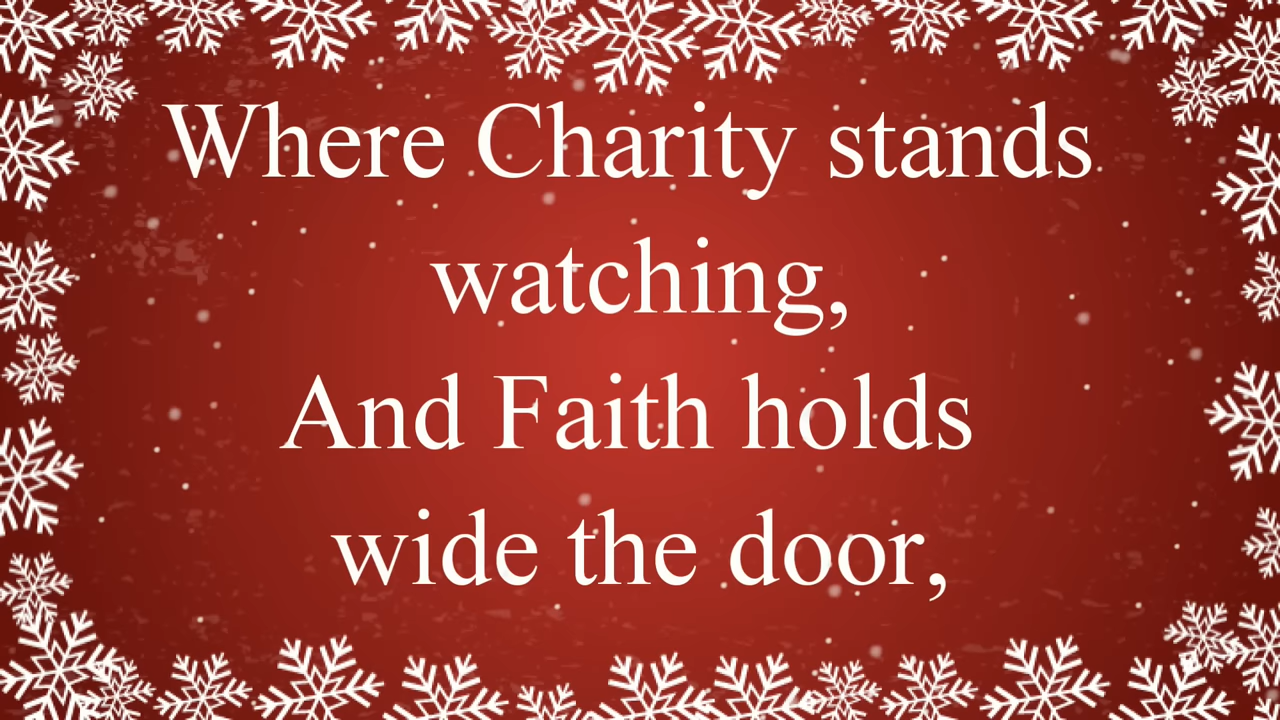 Where Charity stands
watching,
And Faith holds
wide the door,